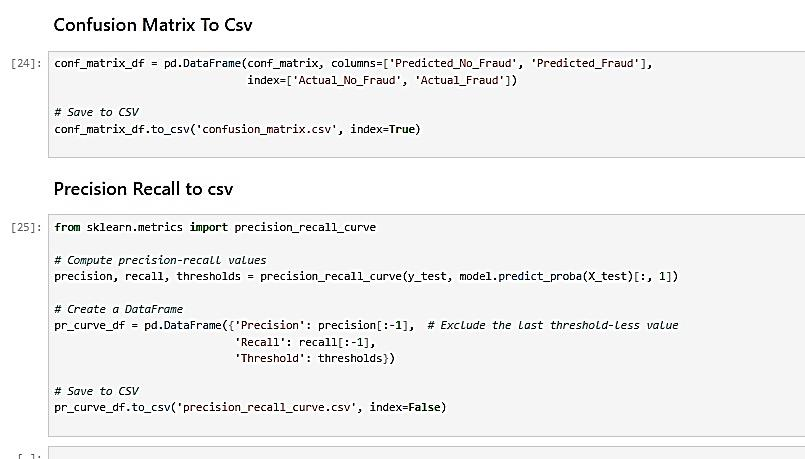 Confusion Matrix To Csv
[24]: conf_matrix_df = pd.DataFrame(conf_matrix, columns=['Predicted_No_Fraud', 'Predicted_Fraud'],
index=['Actual_No_Fraud', 'Actual_Fraud'])
# Save to CSV
conf_matrix_df.to_csv('confusion_matrix.csv', index=True)
Precision Recall to csv
[25]: from sklearn.metrics import precision_recall_curve
# Compute precision-recall values
precision, recall, thresholds = precision_recall_curve(y_test, model.predict_proba(X_test)[:, 1])
# Create a DataFrame
pr_curve_df = pd.DataFrame({'Precision': precision[:-1],  # Exclude the last threshold-less value
'Recall': recall[:-1],
'Threshold': thresholds})
# Save to CSV
pr_curve_df.to_csv('precision_recall_curve.csv', index=False)
[ ]: